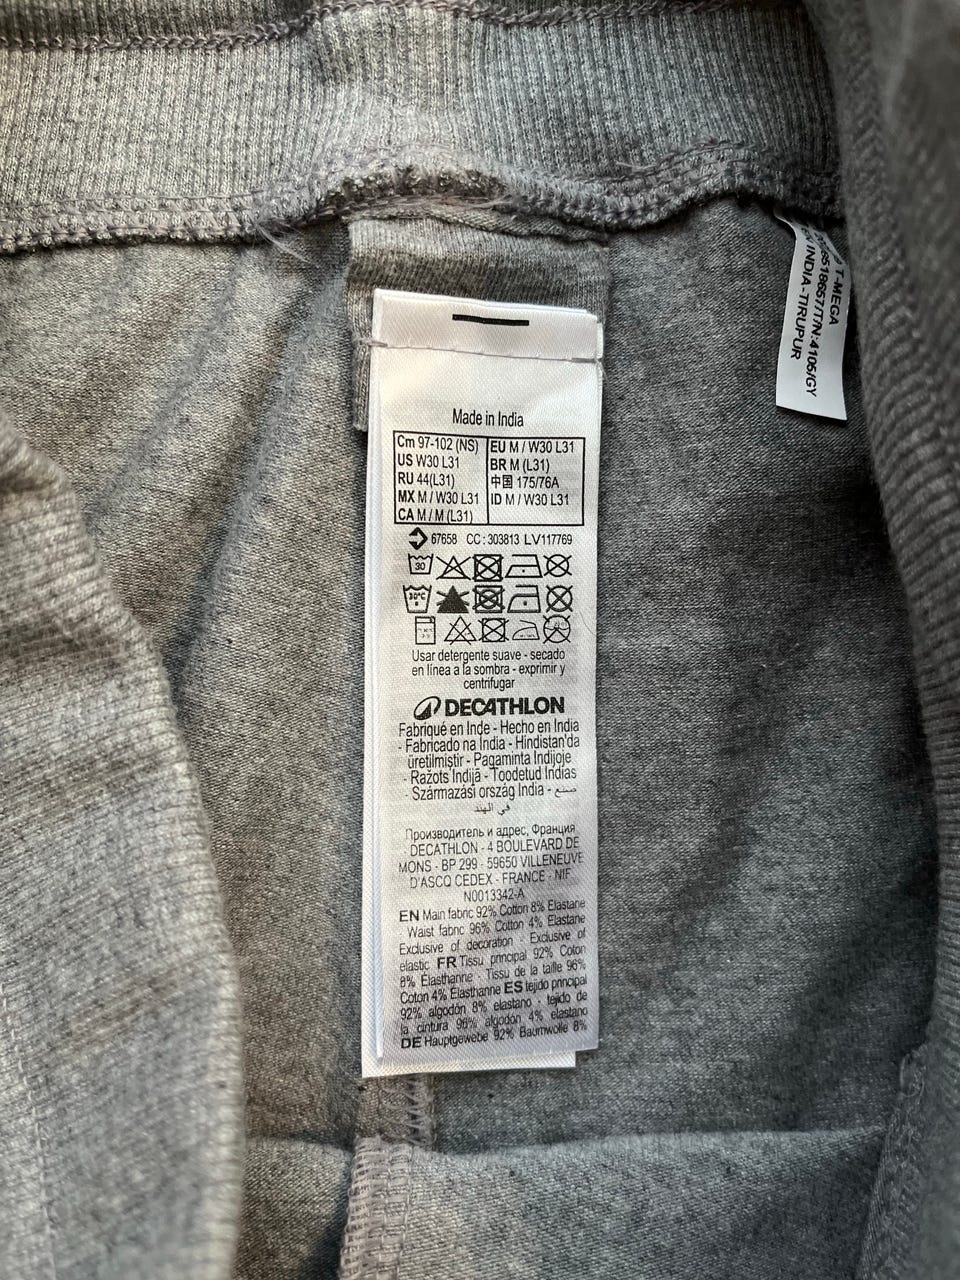 Made in India
Cm 97-102 (NS)
US W30 L31
RU 44(L31)
MX M / W30 L31
CA M / M (L31)
EU M / W30 L31
BR M (L31)
中国 175/76A
ID M / W30 L31
67658 CC : 303813 LV117769
30
30°C
Usar detergente suave - secado
en línea a la sombra - exprimir y
centrifugar
DECATHLON
Fabriqué en Inde - Hecho en India
- Fabricado na India - Hindistan'da
üretilmiştir - Pagaminta Indijoje
- Ražots Indijā - Toodetud Indias
- Származási ország India - صنع
في الهند
Производитель и адрес, Франция
DECATHLON - 4 BOULEVARD DE
MONS - BP 299 - 59650 VILLENEUVE
D'ASCQ CEDEX - FRANCE - NIF
N0013342-A
EN Main fabric 92% Cotton 8% Elastane
Waist fabric 96% Cotton 4% Elastane
Exclusive of decoration - Exclusive of
elastic FR Tissu principal 92% Coton
8% Élasthanne - Tissu de la taille 96%
Coton 4% Élasthanne ES tejido principal
92% algodón 8% elastano - tejido de
la cintura 96% algodón 4% elastano
DE Hauptgewebe 92% Baumwolle 8%
T-MEGA
/T/N:4105/GY
INDIA-TIRUPUR